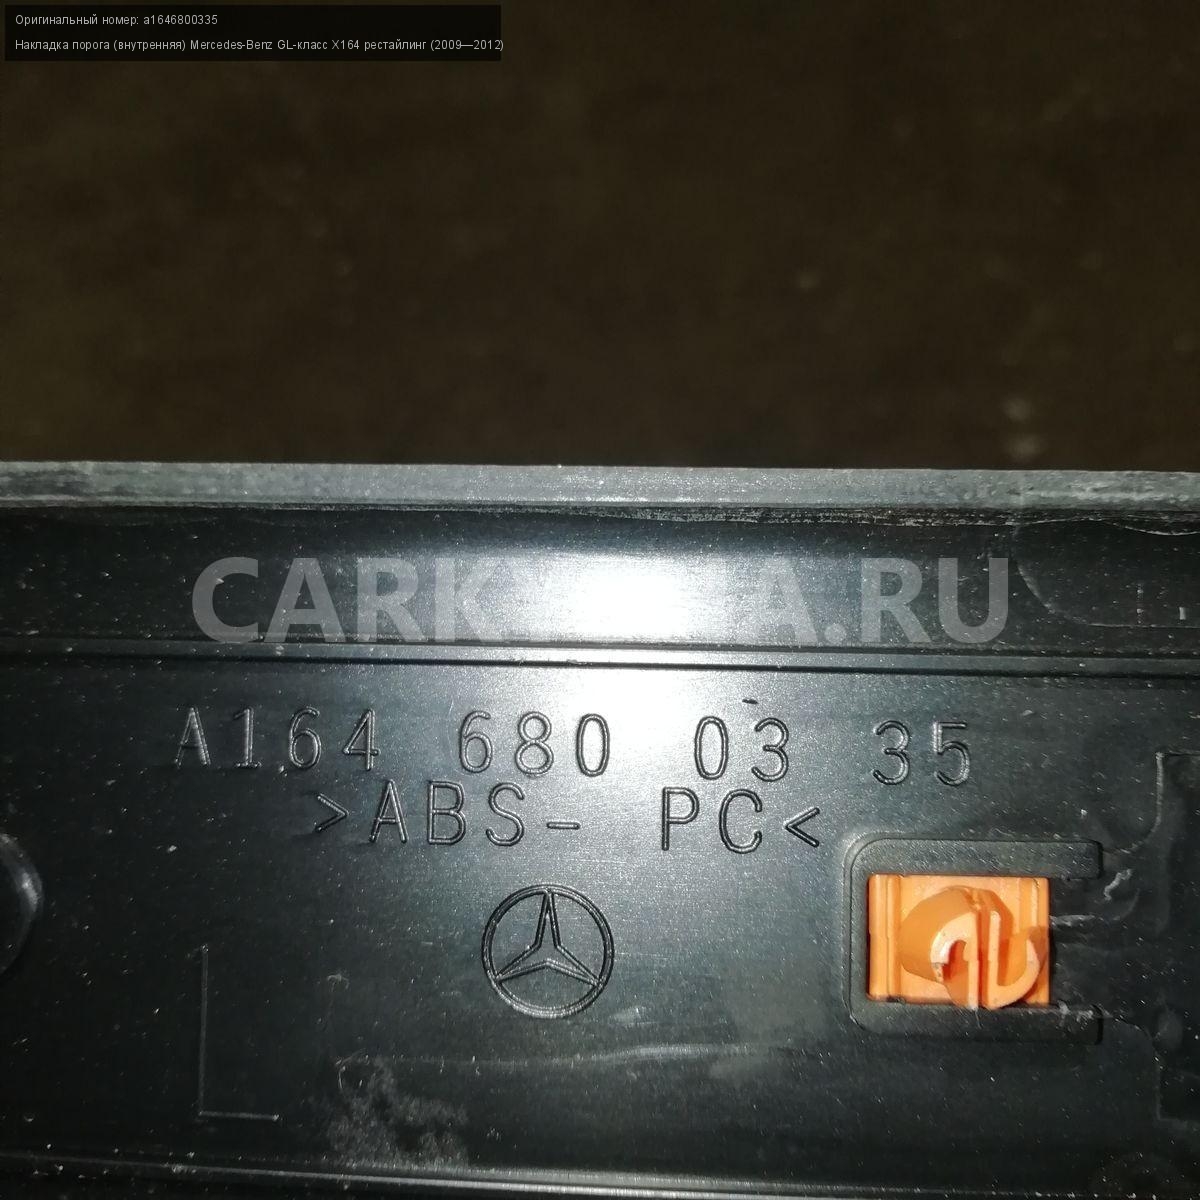 Оригинальный номер: a1646800335
Накладка порога (внутренняя) Mercedes-Benz GL-класс X164 рестайлинг (2009—2012)
A164 680 03 35
>ABS- PC<